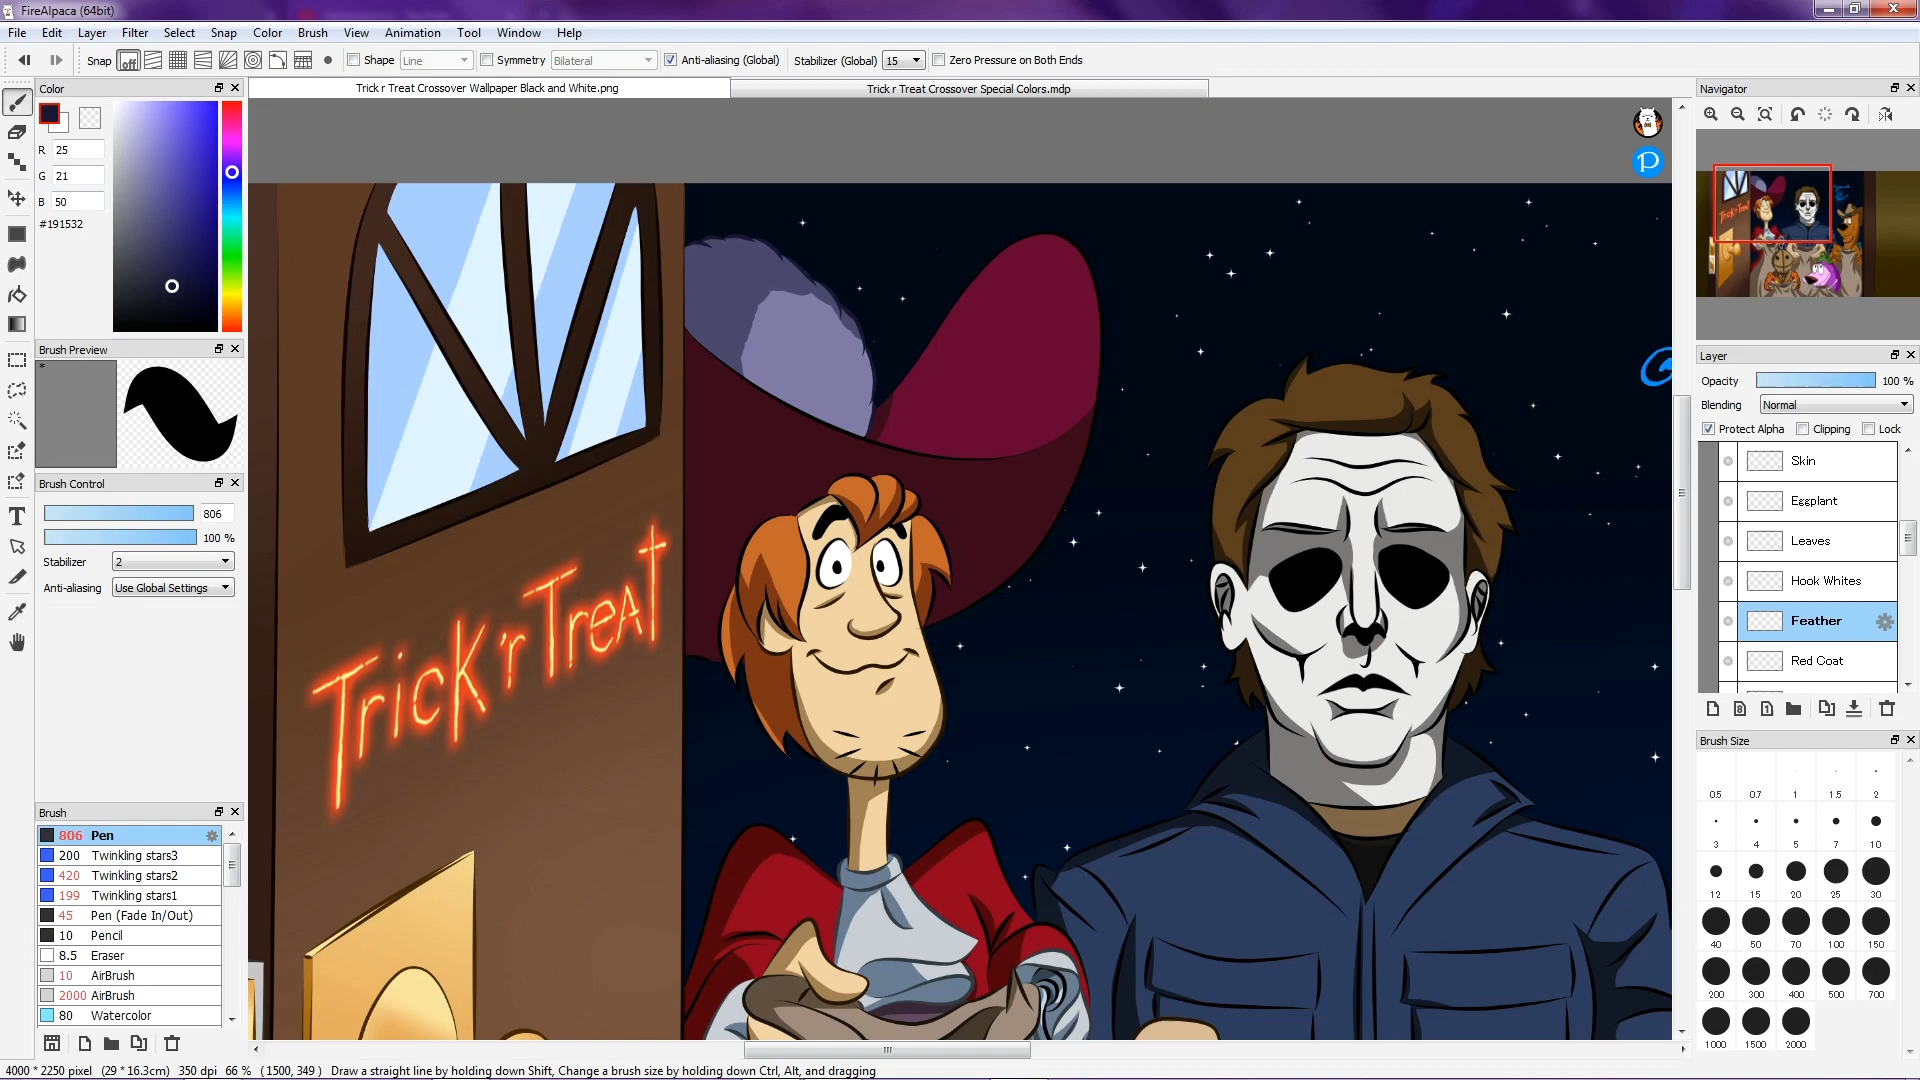 FireAlpaca (64bit)
File Edit Layer Filter Select Snap Color Brush View Animation Tool Window Help
Snap off Shape Line Symmetry Bilateral Anti-aliasing (Global) Stabilizer (Global) 15 Zero Pressure on Both Ends
Color
Trick r Treat Crossover Wallpaper Black and White.png
Trick r Treat Crossover Special Colors.mdp
Navigator
R 25
G 21
B 50
#191532
P
Brush Preview
*
Brush Control
806
100 %
Stabilizer 2
Anti-aliasing Use Global Settings
Trick 'r Treat
Brush
806 Pen
200 Twinkling stars3
420 Twinkling stars2
199 Twinkling stars1
45 Pen (Fade In/Out)
10 Pencil
8.5 Eraser
10 AirBrush
2000 AirBrush
80 Watercolor
Layer
Opacity 100 %
Blending Normal
Protect Alpha Clipping Lock
Skin
Eggplant
Leaves
Hook Whites
Feather
Red Coat
8 1
Brush Size
0.5 0.7 1 1.5 2
3 4 5 7 10
12 15 20 25 30
40 50 70 100 150
200 300 400 500 700
1000 1500 2000
4000 * 2250 pixel (29 * 16.3cm) 350 dpi 66 % ( 1500, 349 ) Draw a straight line by holding down Shift, Change a brush size by holding down Ctrl, Alt, and dragging